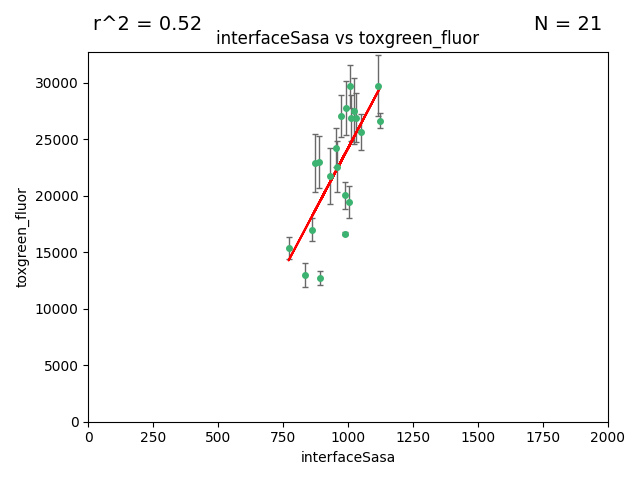 r^2 = 0.52
N = 21
interfaceSasa vs toxgreen_fluor
30000
25000
20000
15000
10000
5000
0
toxgreen_fluor
0 250 500 750 1000 1250 1500 1750 2000
interfaceSasa